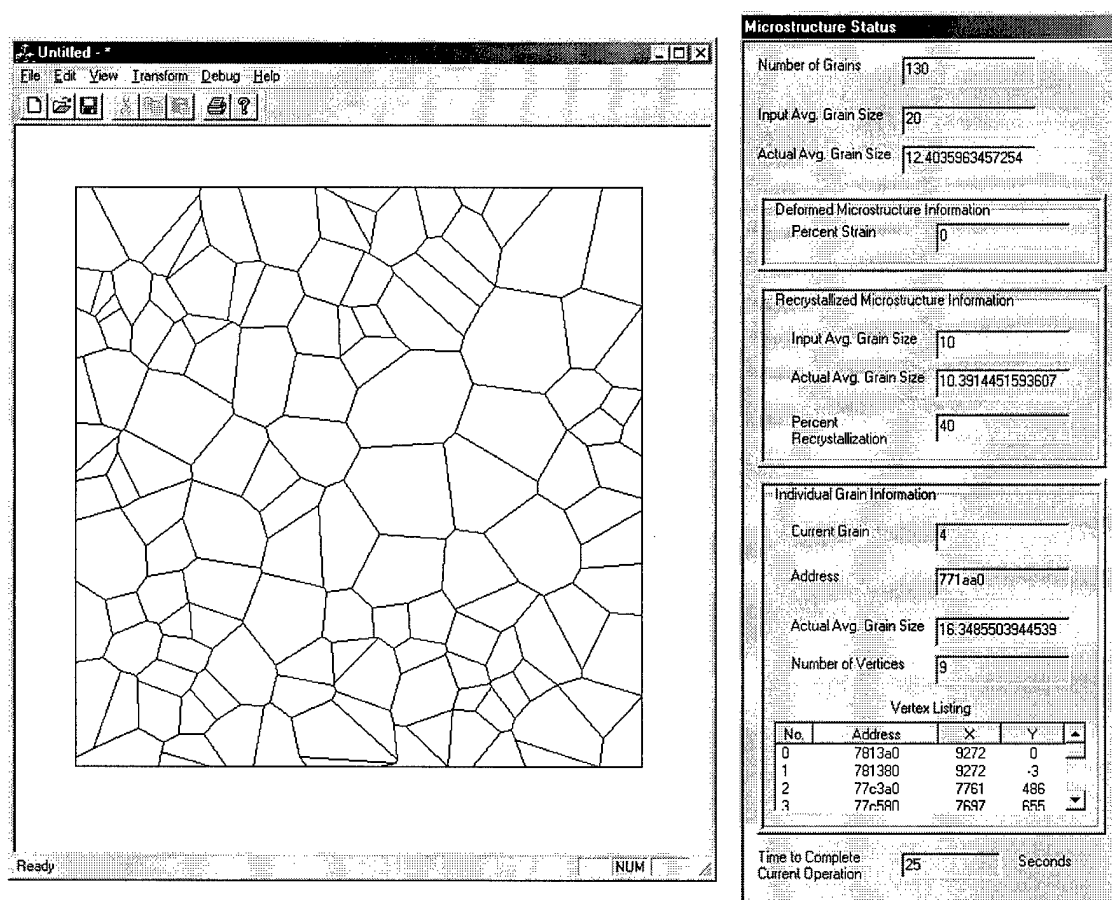 Untitled - *
File Edit View Transform Debug Help
Ready
NUM
Microstructure Status
Number of Grains 130
Input Avg. Grain Size 20
Actual Avg. Grain Size 12.4035963457254
Deformed Microstructure Information
Percent Strain 0
Recrystallized Microstructure Information
Input Avg. Grain Size 10
Actual Avg. Grain Size 10.3914451593607
Percent
Recrystallization 40
Individual Grain Information
Current Grain 4
Address 771aa0
Actual Avg. Grain Size 16.3485503944539
Number of Vertices 9
Vertex Listing
No. Address X Y
0 7813a0 9272 0
1 781380 9272 -3
2 77c3a0 7761 486
3 77c580 7697 655
Time to Complete
Current Operation 25 Seconds